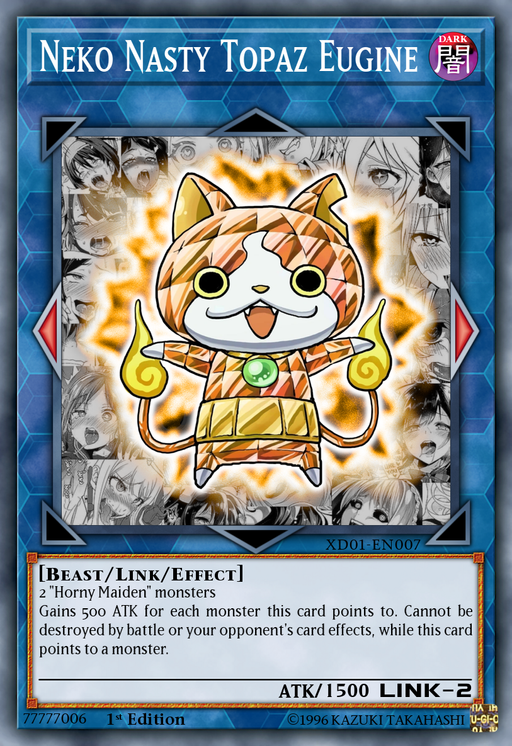 NEKO NASTY TOPAZ EUGINE
DARK
闇
XD01-EN007
[BEAST/LINK/EFFECT]
2 "Horny Maiden" monsters
Gains 500 ATK for each monster this card points to. Cannot be
destroyed by battle or your opponent's card effects, while this card
points to a monster.
ATK/1500 LINK-2
77777006 1st Edition ©1996 KAZUKI TAKAHASHI